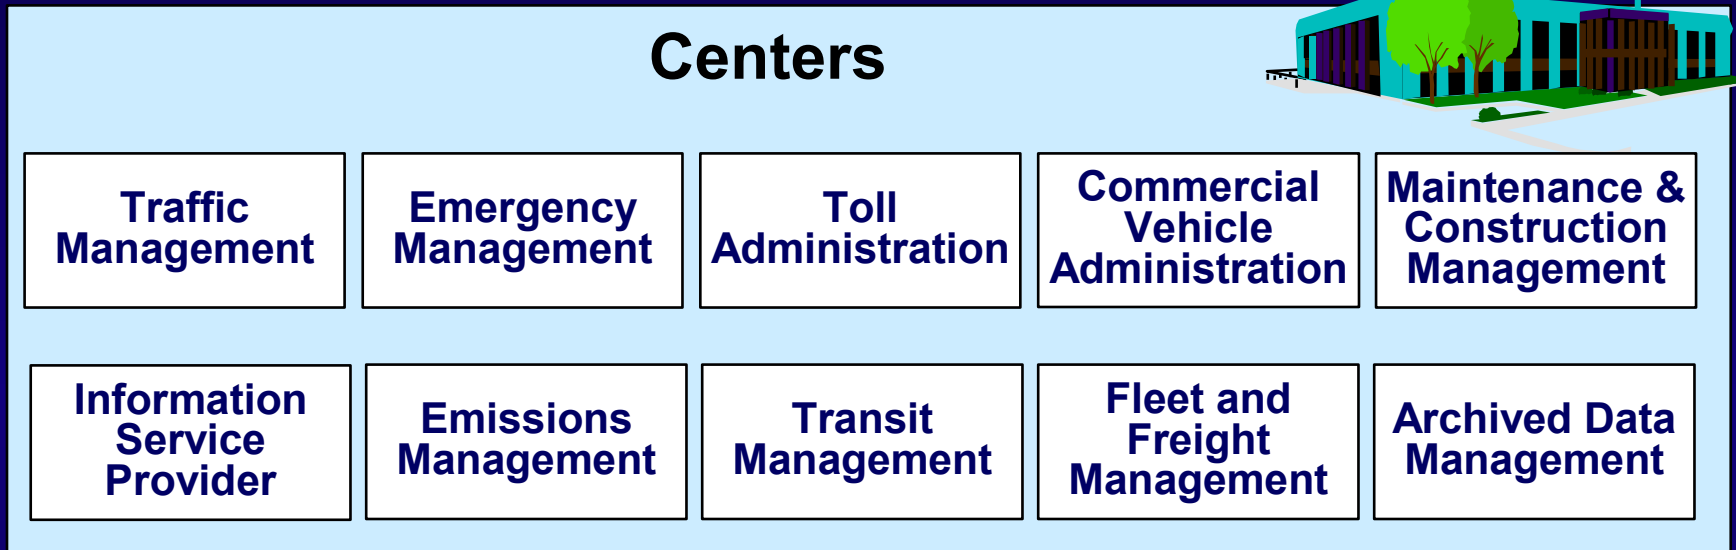 Centers
Traffic
Management
Emergency
Management
Toll
Administration
Commercial
Vehicle
Administration
Maintenance &
Construction
Management
Information
Service
Provider
Emissions
Management
Transit
Management
Fleet and
Freight
Management
Archived Data
Management